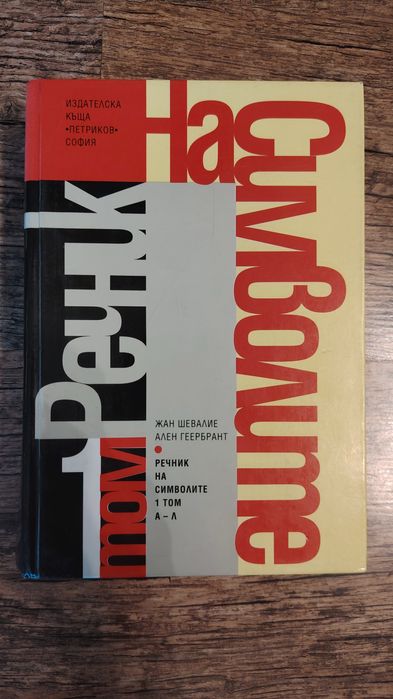 ИЗДАТЕЛСКА
КЪЩА
«ПЕТРИКОВ»
СОФИЯ
Речник
На
Символите
1 том
ЖАН ШЕВАЛИЕ
АЛЕН ГЕЕРБРАНТ
РЕЧНИК
НА
СИМВОЛИТЕ
1 ТОМ
А – Л